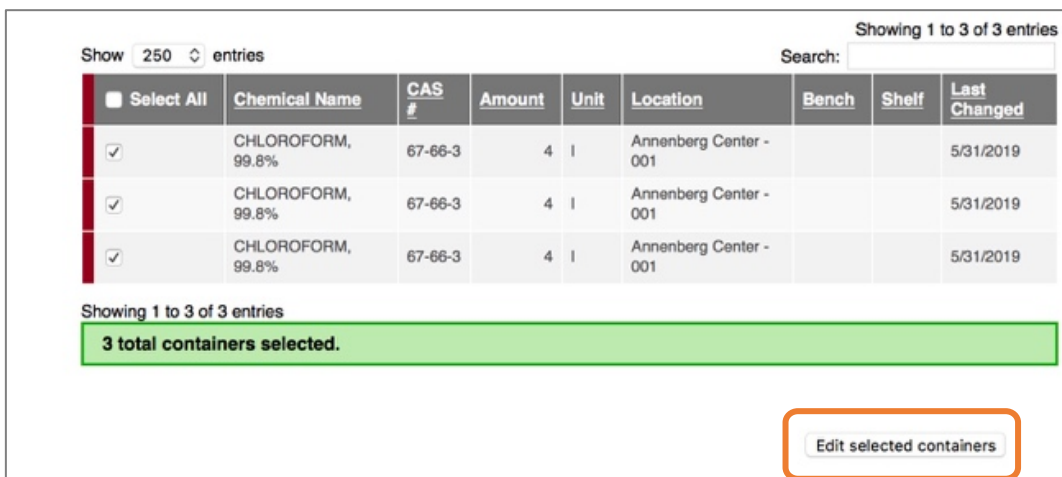 Showing 1 to 3 of 3 entries
Show 250 entries
Search:
Select All Chemical Name CAS # Amount Unit Location Bench Shelf Last Changed
CHLOROFORM, 99.8% 67-66-3 4 l Annenberg Center - 001 5/31/2019
CHLOROFORM, 99.8% 67-66-3 4 l Annenberg Center - 001 5/31/2019
CHLOROFORM, 99.8% 67-66-3 4 l Annenberg Center - 001 5/31/2019
Showing 1 to 3 of 3 entries
3 total containers selected.
Edit selected containers